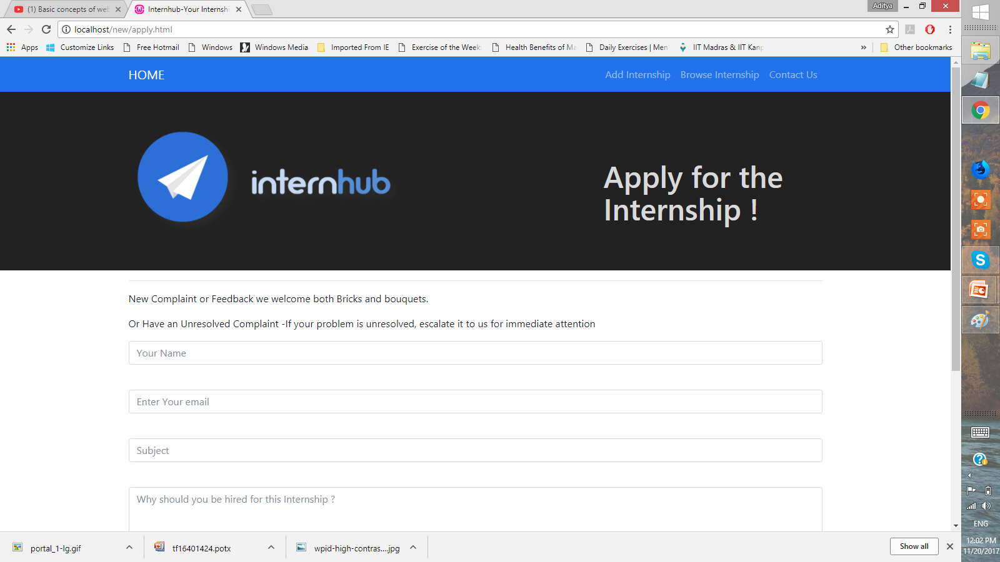 (1) Basic concepts of web
Internhub-Your Internshi
Aditya
localhost/new/apply.html
Apps
Customize Links
Free Hotmail
Windows
Windows Media
Imported From IE
Exercise of the Week
Health Benefits of Ma
Daily Exercises | Men
IIT Madras & IIT Kanp
»
Other bookmarks
HOME
Add Internship
Browse Internship
Contact Us
internhub
Apply for the
Internship !
New Complaint or Feedback we welcome both Bricks and bouquets.
Or Have an Unresolved Complaint -If your problem is unresolved, escalate it to us for immediate attention
Your Name
Enter Your email
Subject
Why should you be hired for this Internship ?
portal_1-lg.gif
tf16401424.potx
wpid-high-contras....jpg
Show all
ENG
12:02 PM
11/20/2017